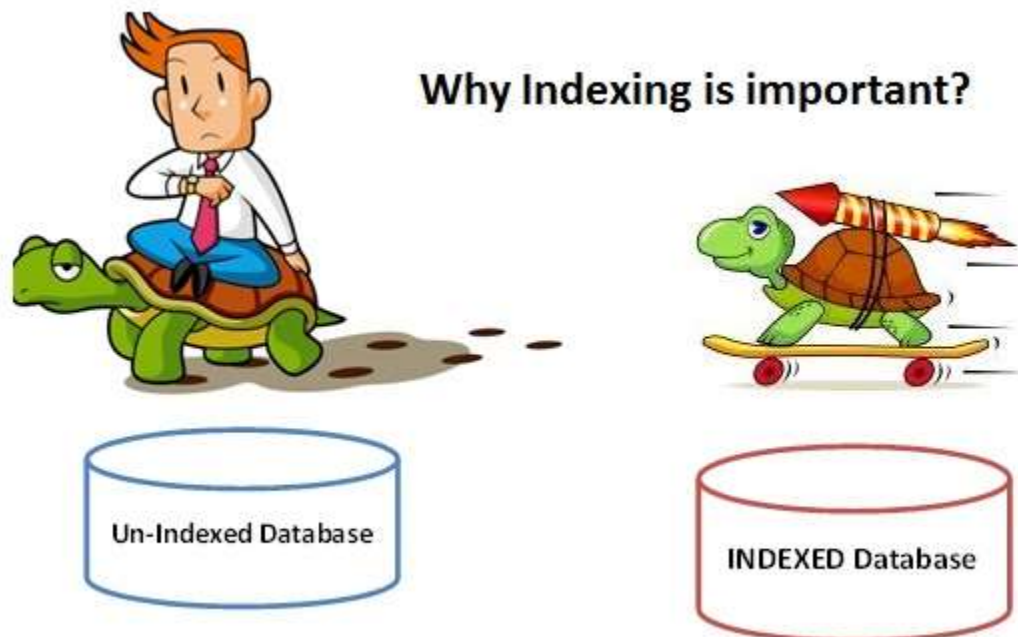 Why Indexing is important?
Un-Indexed Database
INDEXED Database